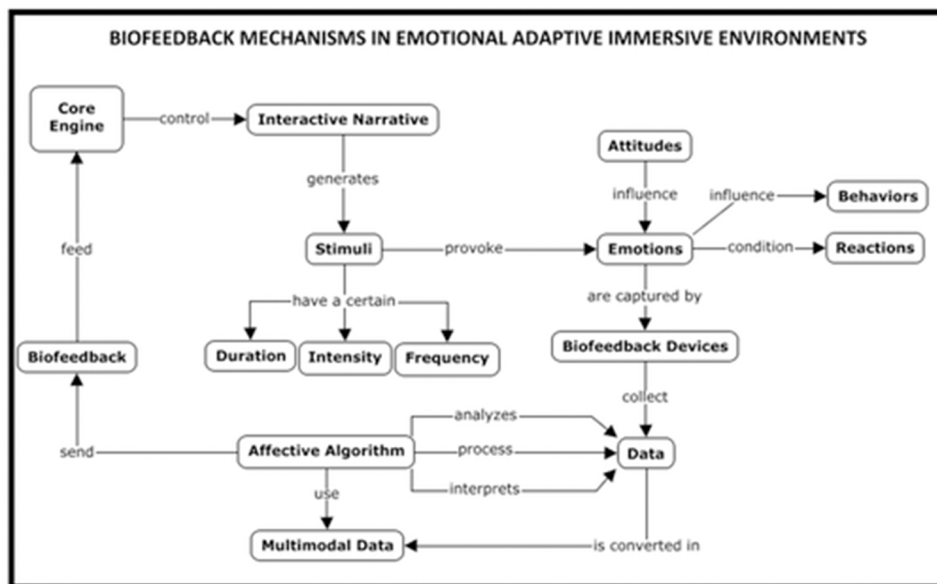 BIOFEEDBACK MECHANISMS IN EMOTIONAL ADAPTIVE IMMERSIVE ENVIRONMENTS
Core
Engine
control
Interactive Narrative
Attitudes
generates
influence
influence
Behaviors
feed
Stimuli
provoke
Emotions
condition
Reactions
have a certain
are captured by
Biofeedback
Duration
Intensity
Frequency
Biofeedback Devices
collect
analyzes
send
Affective Algorithm
process
Data
interprets
use
Multimodal Data
is converted in